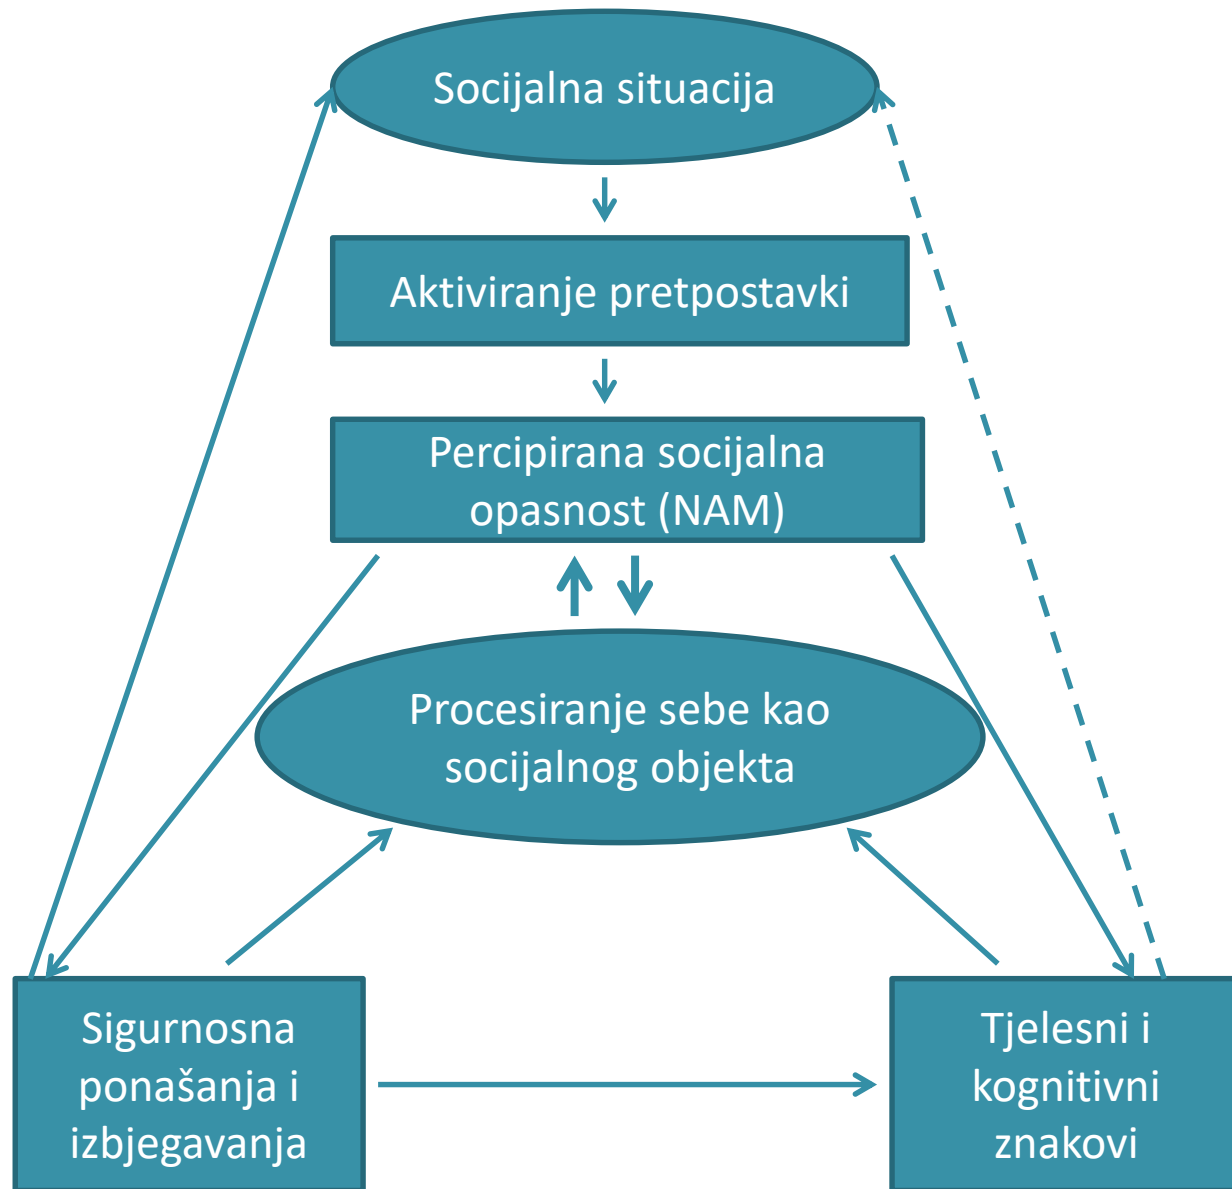 Socijalna situacija
Aktiviranje pretpostavki
Percipirana socijalna
opasnost (NAM)
Procesiranje sebe kao
socijalnog objekta
Sigurnosna
ponašanja i
izbjegavanja
Tjelesni i
kognitivni
znakovi